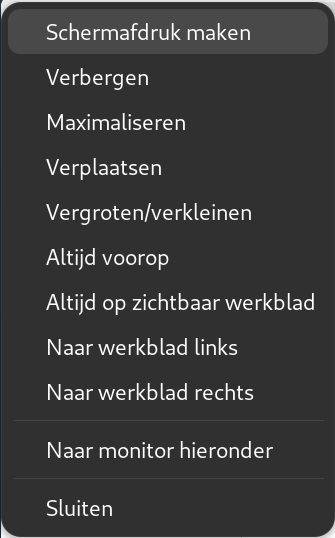 Schermafdruk maken
Verbergen
Maximaliseren
Verplaatsen
Vergroten/verkleinen
Altijd voorop
Altijd op zichtbaar werkblad
Naar werkblad links
Naar werkblad rechts
Naar monitor hieronder
Sluiten